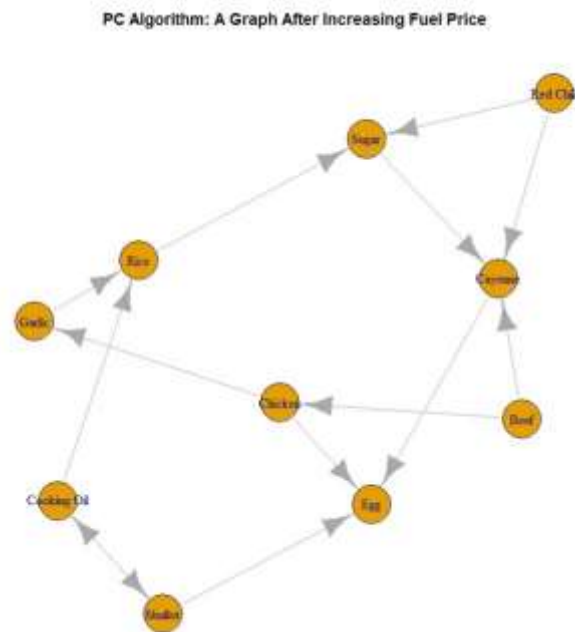 PC Algorithm: A Graph After Increasing Fuel Price
Red Chili
Sugar
Rice
Cayenne
Garlic
Chicken
Beef
Cooking Oil
Egg
Shallot